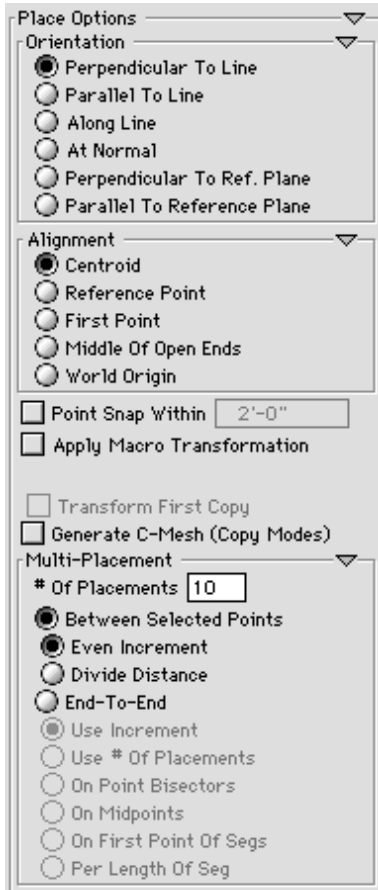 Place Options
Orientation
Perpendicular To Line
Parallel To Line
Along Line
At Normal
Perpendicular To Ref. Plane
Parallel To Reference Plane
Alignment
Centroid
Reference Point
First Point
Middle Of Open Ends
World Origin
Point Snap Within 2'-0"
Apply Macro Transformation
Transform First Copy
Generate C-Mesh (Copy Modes)
Multi-Placement
# Of Placements 10
Between Selected Points
Even Increment
Divide Distance
End-To-End
Use Increment
Use # Of Placements
On Point Bisectors
On Midpoints
On First Point Of Segs
Per Length Of Seg